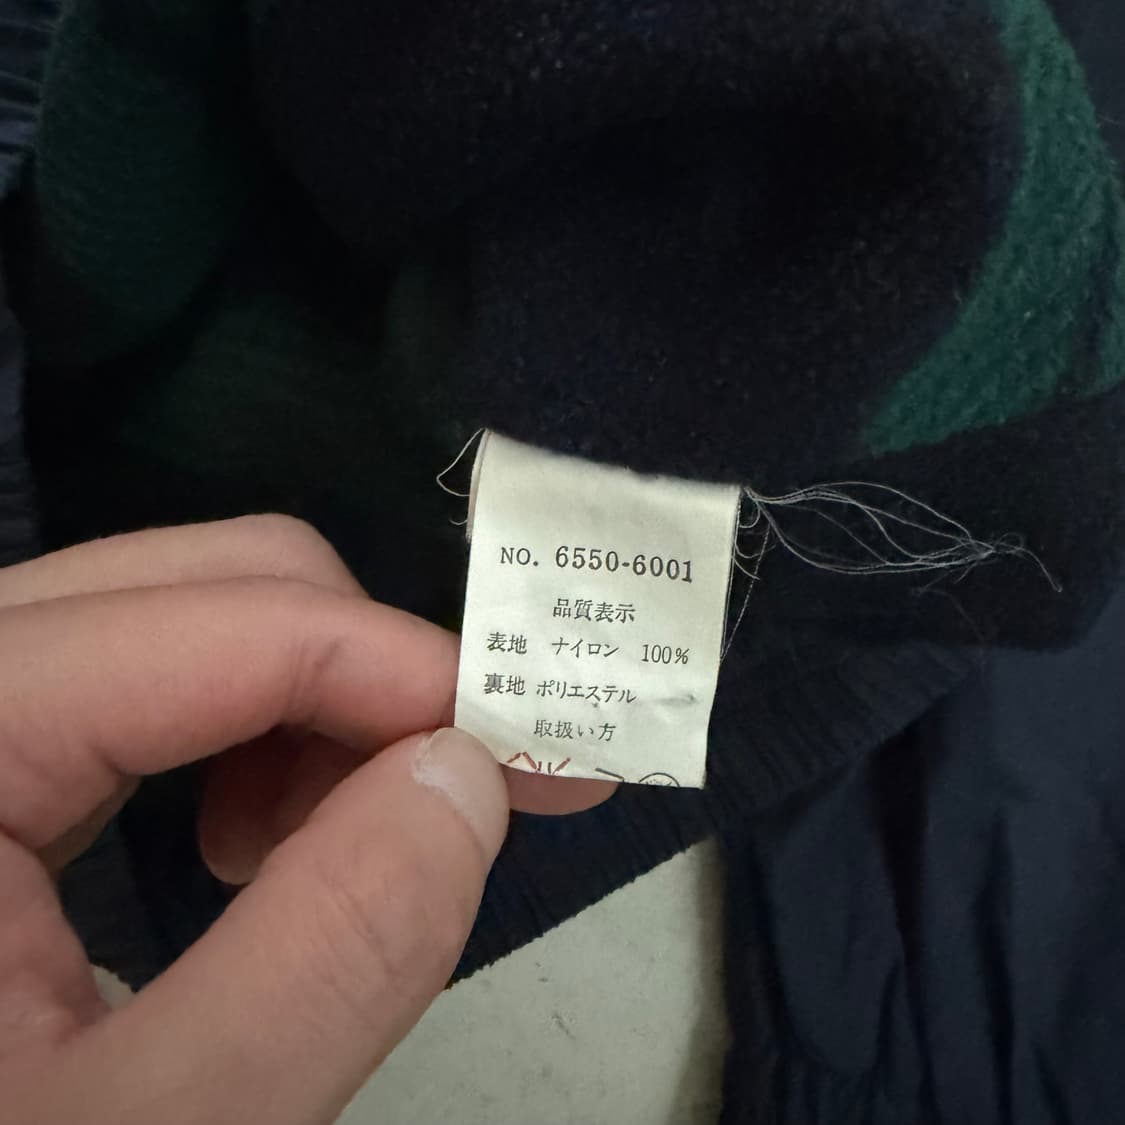 NO. 6550-6001
品質表示
表地 ナイロン 100%
裏地 ポリエステル
取扱い方